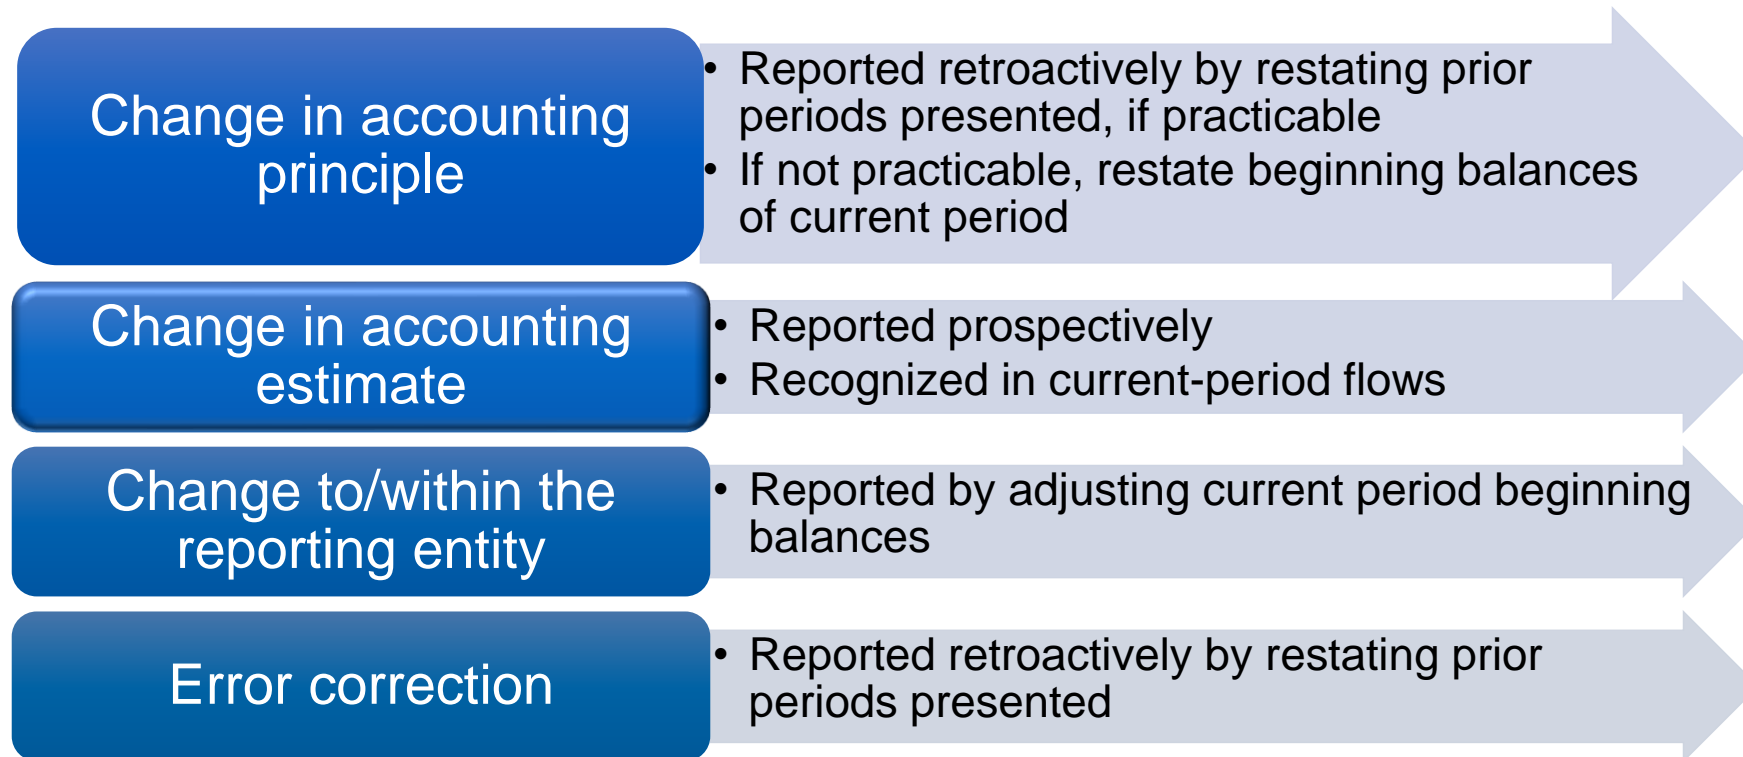 Change in accounting
principle
• Reported retroactively by restating prior
periods presented, if practicable
• If not practicable, restate beginning balances
of current period
Change in accounting
estimate
• Reported prospectively
• Recognized in current-period flows
Change to/within the
reporting entity
• Reported by adjusting current period beginning
balances
Error correction
• Reported retroactively by restating prior
periods presented